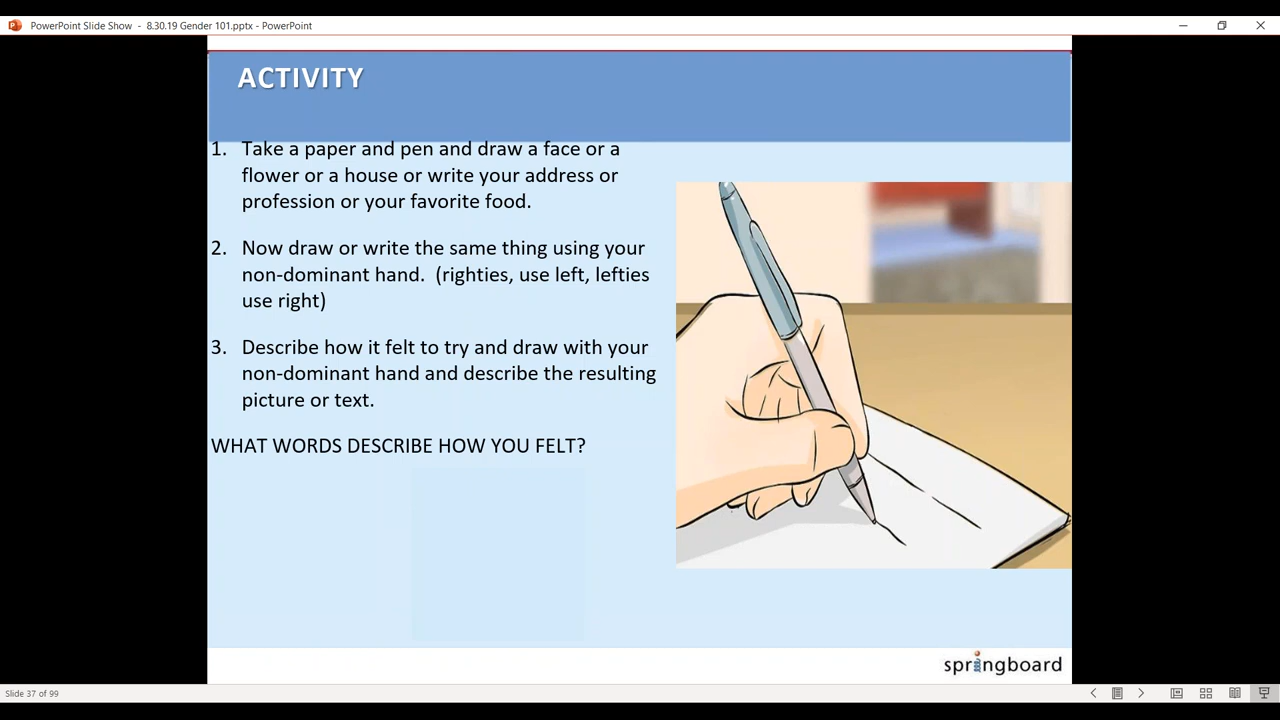 PowerPoint Slide Show - 8.30.19 Gender 101.pptx - PowerPoint
ACTIVITY
1. Take a paper and pen and draw a face or a
flower or a house or write your address or
profession or your favorite food.
2. Now draw or write the same thing using your
non-dominant hand. (righties, use left, lefties
use right)
3. Describe how it felt to try and draw with your
non-dominant hand and describe the resulting
picture or text.
WHAT WORDS DESCRIBE HOW YOU FELT?
springboard
Slide 37 of 99